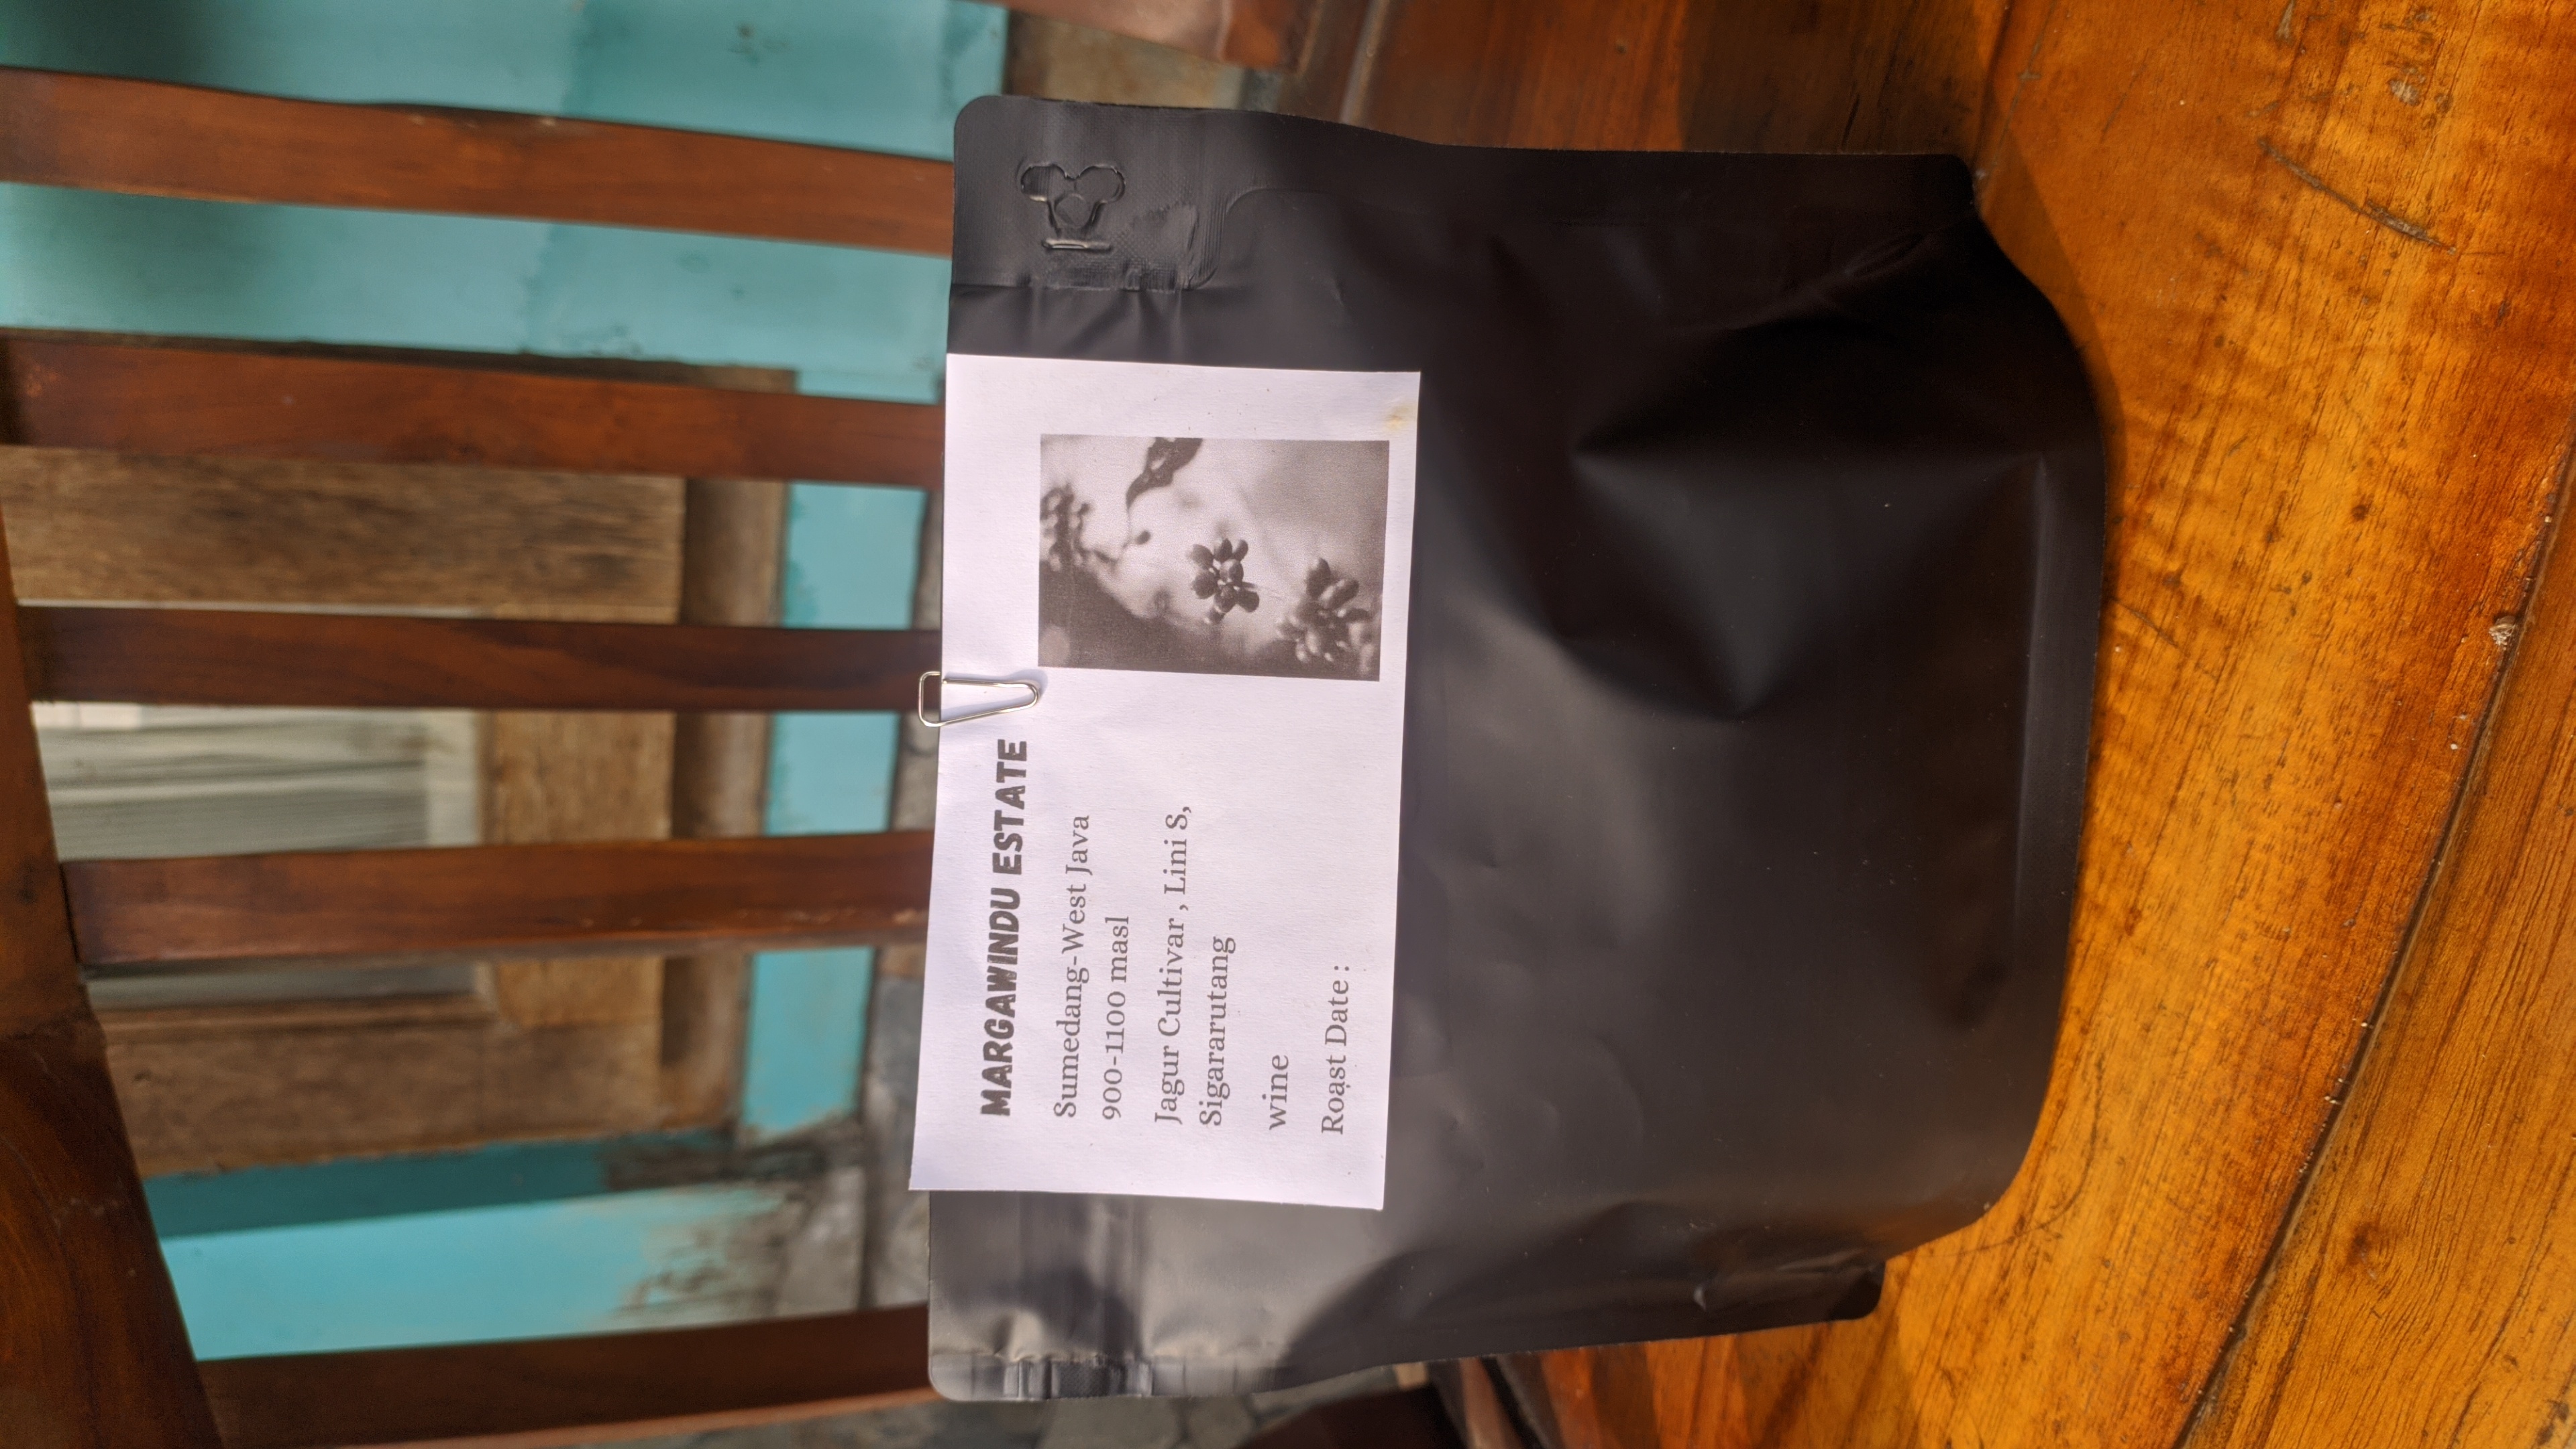 MARGAWINDU ESTATE
Sumedang-West Java
900-1100 masl
Jagur Cultivar , Lini S,
Sigararutang
wine
Roast Date :